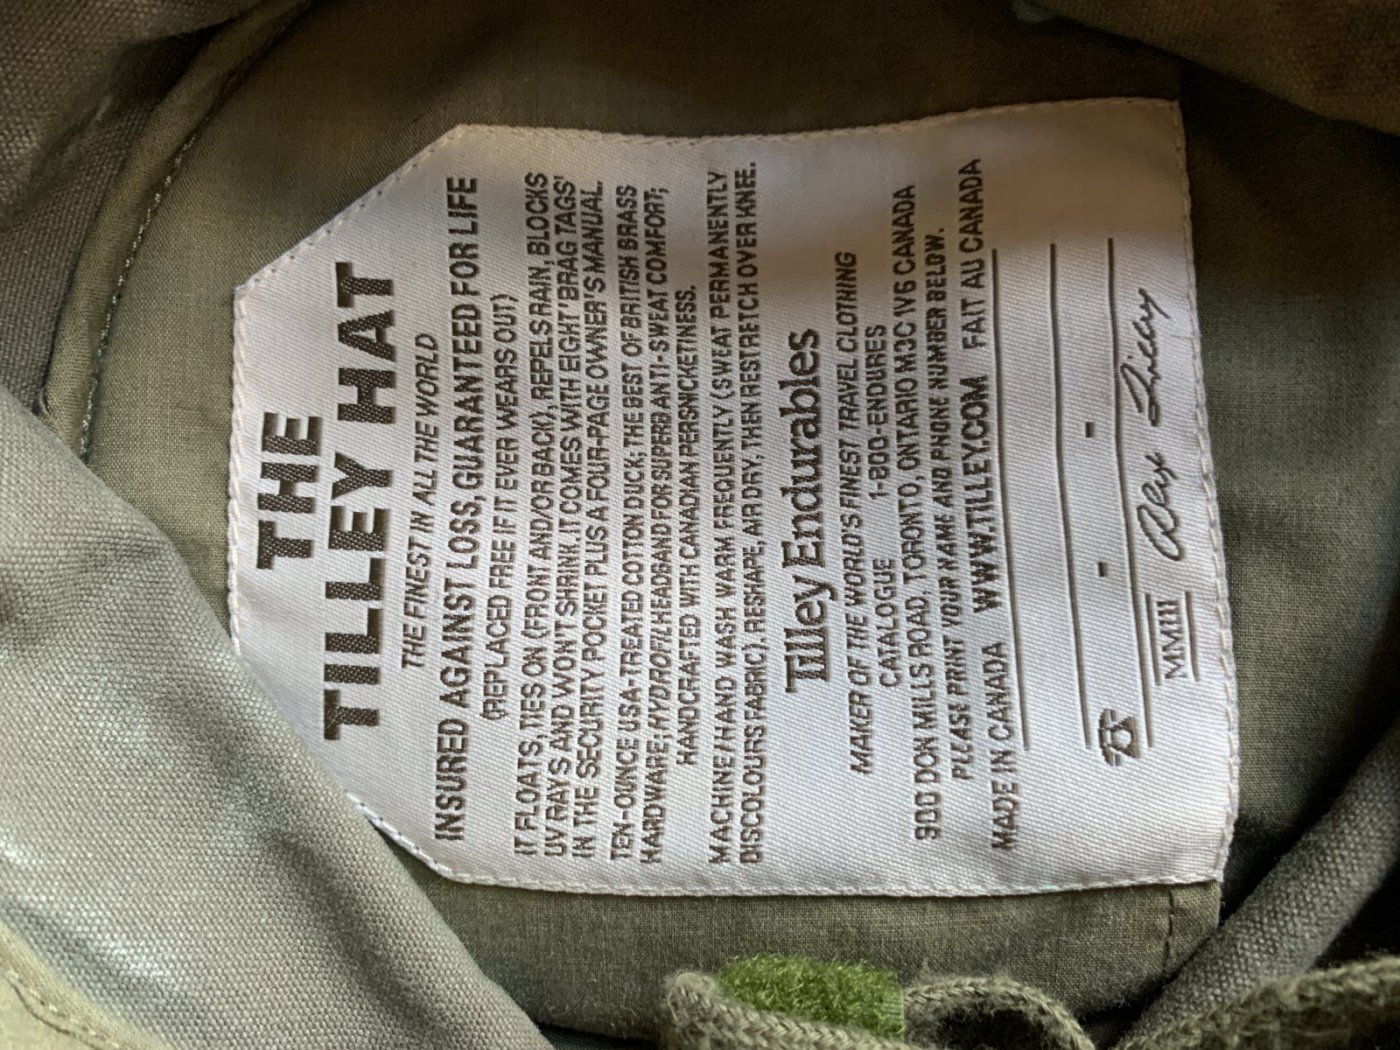 THE
TILLEY HAT
THE FINEST IN ALL THE WORLD
INSURED AGAINST LOSS, GUARANTEED FOR LIFE
(REPLACED FREE IF IT EVER WEARS OUT)
IT FLOATS, TIES ON (FRONT AND/OR BACK), REPELS RAIN, BLOCKS
UV RAYS AND WON'T SHRINK. IT COMES WITH EIGHT 'BRAG TAGS'
IN THE SECURITY POCKET PLUS A FOUR-PAGE OWNER'S MANUAL.
TEN-OUNCE USA-TREATED COTTON DUCK; THE BEST OF BRITISH BRASS
HARDWARE; HYDROFIL HEADSAND FOR SUPERB ANTI-SWEAT COMFORT;
HANDCRAFTED WITH CANADIAN PERSNICKETINESS.
MACHINE/HAND WASH WARM FREQUENTLY (SWEAT PERMANENTLY
DISCOLOURS FABRIC). RESHAPE, AIR DRY, THEN RESTRETCH OVER KNEE.
Tilley Endurables
MAKER OF THE WORLD'S FINEST TRAVEL CLOTHING
CATALOGUE 1-800-ENDURES
900 DON MILLS ROAD, TORONTO, ONTARIO M3C 1V6 CANADA
PLEASE PRINT YOUR NAME AND PHONE NUMBER BELOW.
MADE IN CANADA WWW.TILLEY.COM FAIT AU CANADA
☎ - -
MMIII Alex Tilley